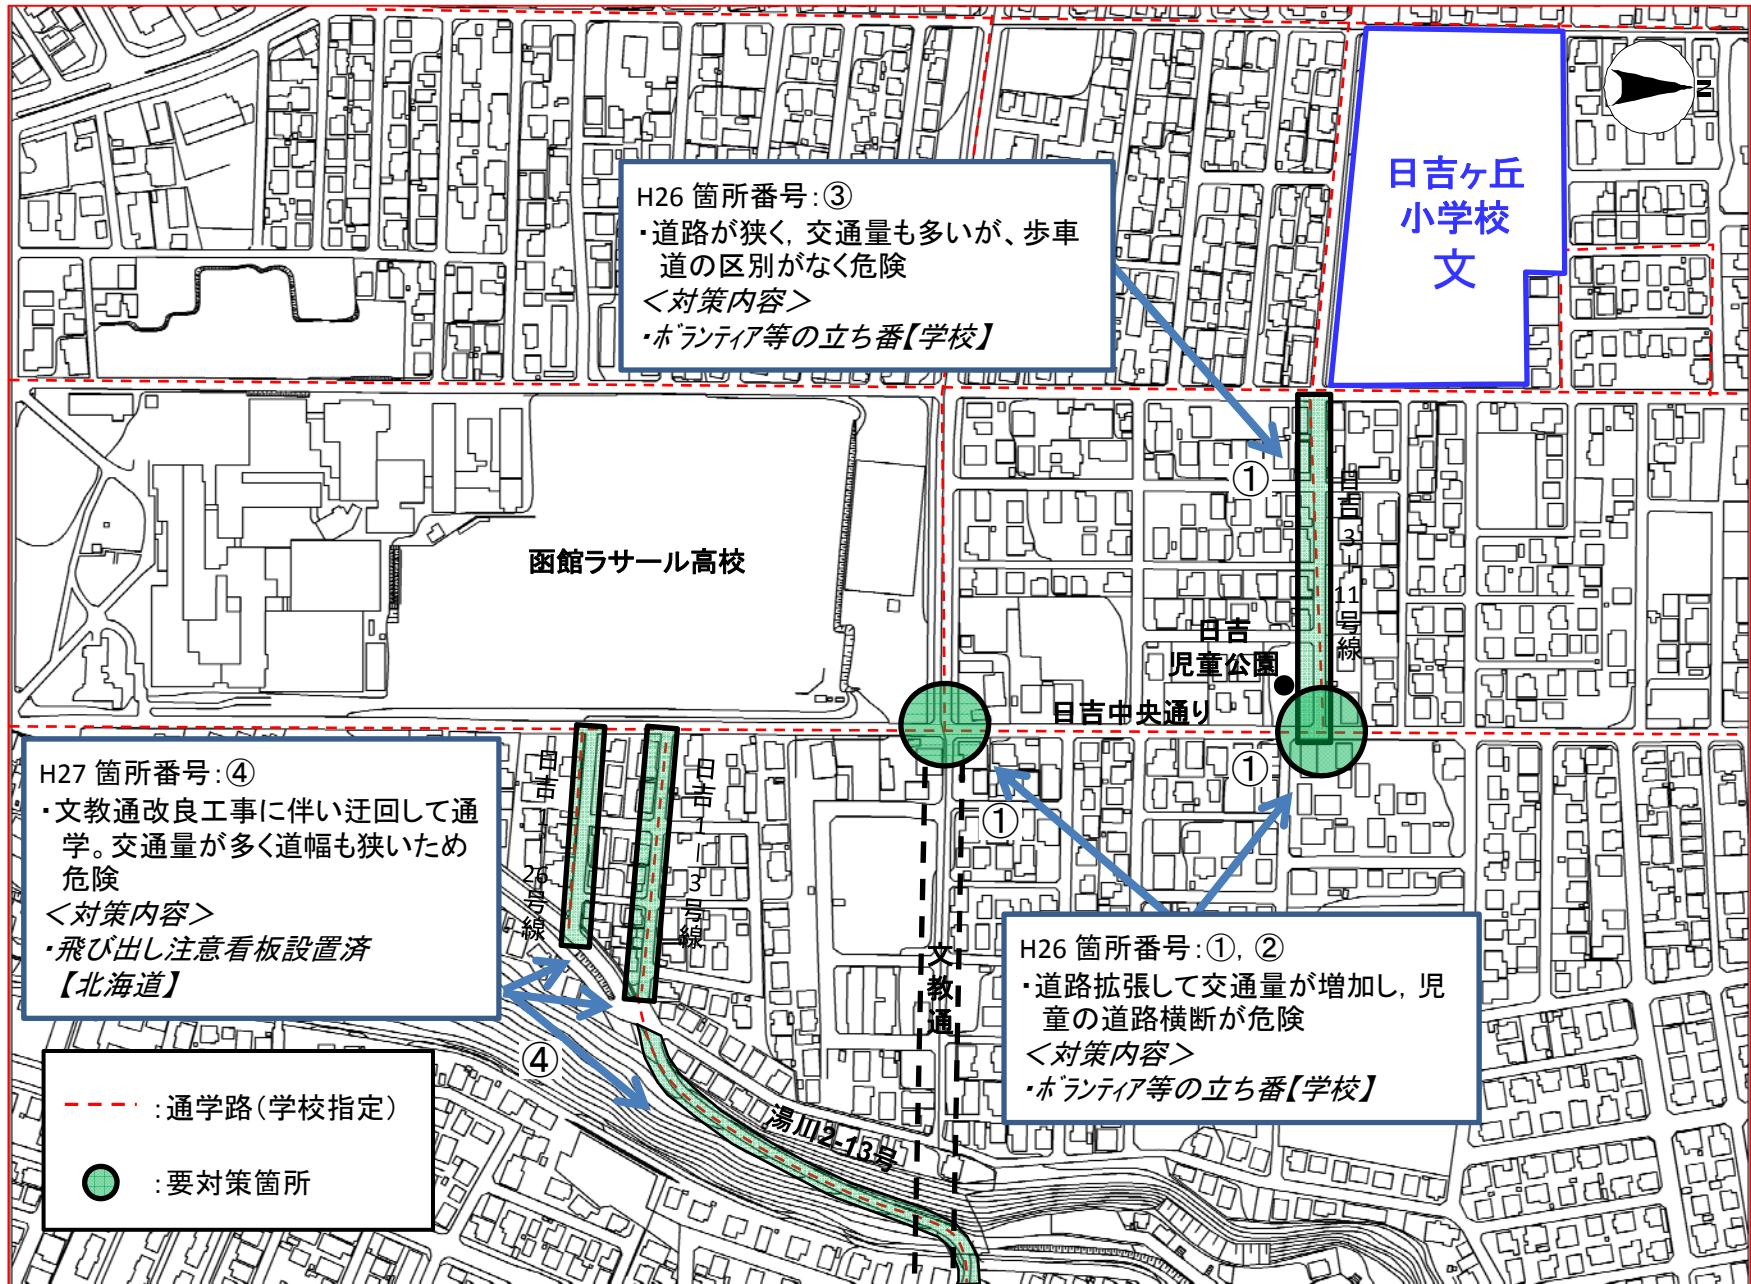 N
日吉ヶ丘
小学校
文
H26 箇所番号:③
・道路が狭く, 交通量も多いが、歩車
道の区別がなく危険
＜対策内容＞
・ボランティア等の立ち番【学校】
①
日吉3-11号線
函館ラサール高校
日吉
児童公園
日吉中央通り
H27 箇所番号:④
・文教通改良工事に伴い迂回して通
学。交通量が多く道幅も狭いため
危険
＜対策内容＞
・飛び出し注意看板設置済
【北海道】
日吉1-26号線
日吉1-3号線
①
①
文教通
H26 箇所番号:①, ②
・道路拡張して交通量が増加し, 児
童の道路横断が危険
＜対策内容＞
・ボランティア等の立ち番【学校】
④
湯川2-13号
:通学路(学校指定)
:要対策箇所